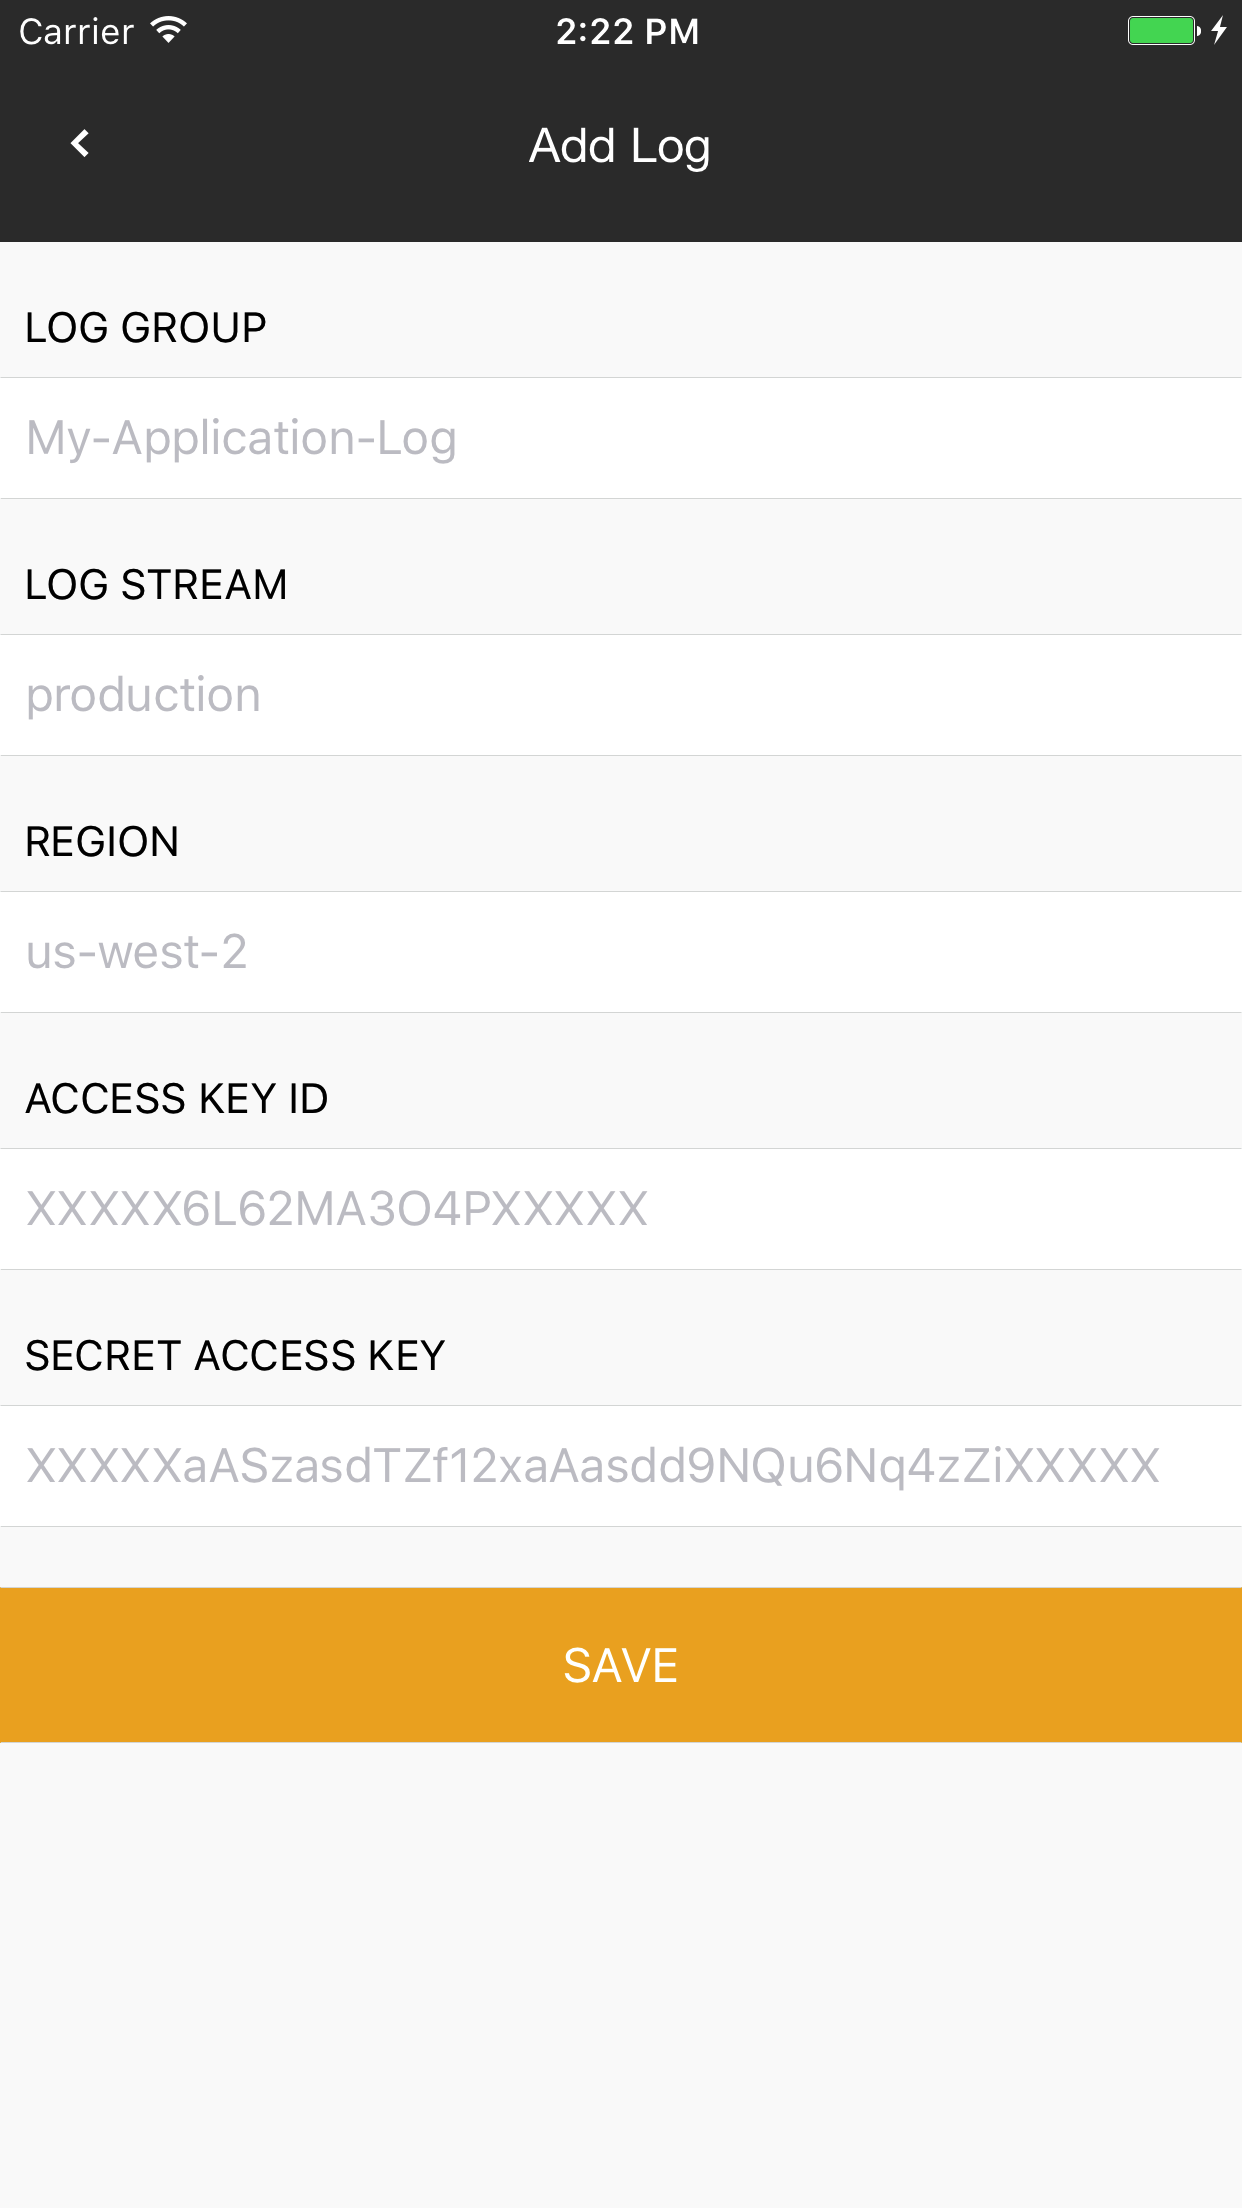 Carrier 2:22 PM
Add Log
LOG GROUP
My-Application-Log
LOG STREAM
production
REGION
us-west-2
ACCESS KEY ID
XXXXX6L62MA3O4PXXXXX
SECRET ACCESS KEY
XXXXXaASzasdTZf12xaAasdd9NQu6Nq4zZiXXXXX
SAVE